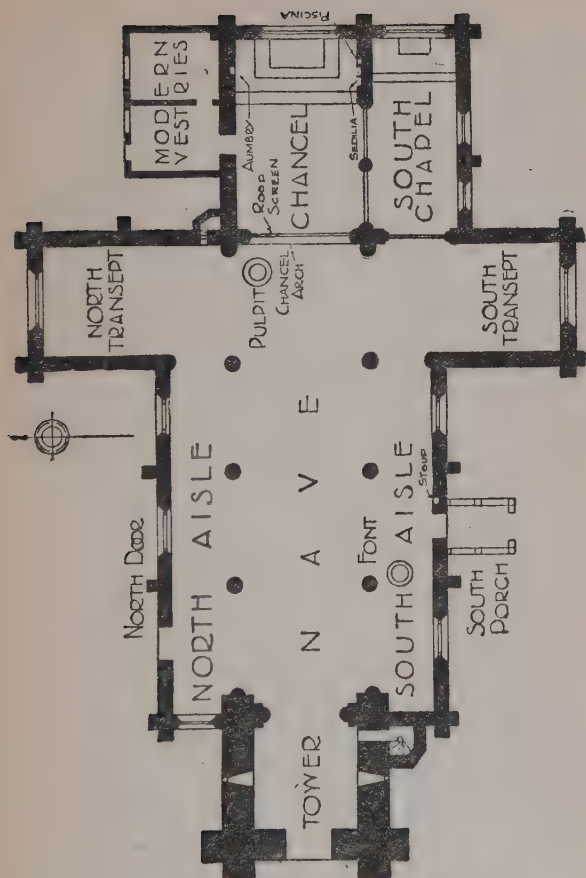 PISCINA
MODERN
VESTRIES
AUMBRY
ROOD
SCREEN
CHANCEL
SEDILIA
SOUTH
CHAPEL
NORTH
TRANSEPT
PULPIT
CHANCEL
ARCH
SOUTH
TRANSEPT
NORTH DOOR
NORTH AISLE
NAVE
FONT
SOUTH AISLE
STOUP
SOUTH
PORCH
TOWER